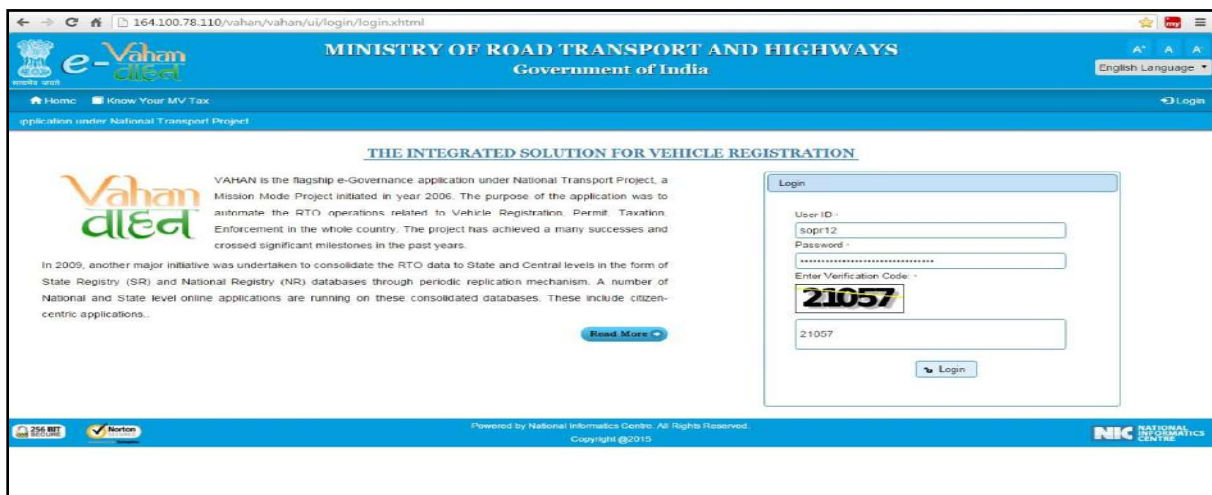 164.100.78.110/vahan/vahan/ui/login/login.xhtml
my
सत्यमेव जयते
e-Vahan
वाहन
MINISTRY OF ROAD TRANSPORT AND HIGHWAYS
Government of India
A+ A A-
English Language
Home Know Your MV Tax
Login
pplication under National Transport Project
THE INTEGRATED SOLUTION FOR VEHICLE REGISTRATION
Vahan
वाहन
VAHAN is the flagship e-Governance application under National Transport Project, a
Mission Mode Project initiated in year 2006. The purpose of the application was to
automate the RTO operations related to Vehicle Registration, Permit, Taxation,
Enforcement in the whole country. The project has achieved a many successes and
crossed significant milestones in the past years.
In 2009, another major initiative was undertaken to consolidate the RTO data to State and Central levels in the form of
State Registry (SR) and National Registry (NR) databases through periodic replication mechanism. A number of
National and State level online applications are running on these consolidated databases. These include citizen-
centric applications..
Read More
Login
User ID
sopr12
Password
Enter Verification Code:
21057
21057
Login
256 BIT
SECURE
Norton
SECURED
Powered by National Informatics Centre. All Rights Reserved.
Copyright @2015
NIC NATIONAL
INFORMATICS
CENTRE